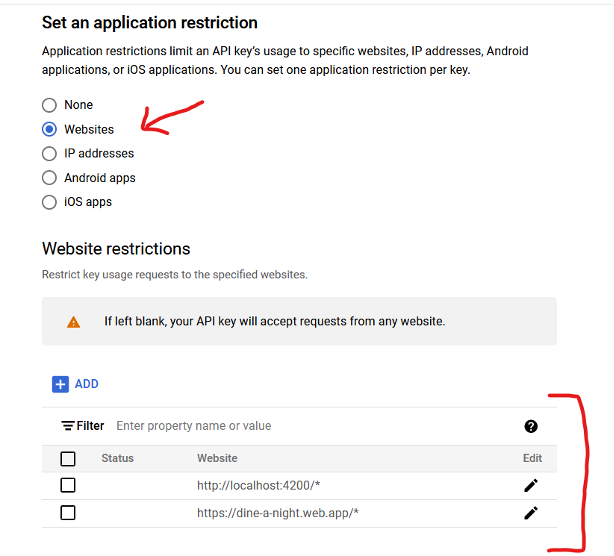 Set an application restriction
Application restrictions limit an API key's usage to specific websites, IP addresses, Android
applications, or iOS applications. You can set one application restriction per key.
None
Websites
IP addresses
Android apps
iOS apps
Website restrictions
Restrict key usage requests to the specified websites.
If left blank, your API key will accept requests from any website.
ADD
Filter Enter property name or value
Status Website Edit
http://localhost:4200/*
https://dine-a-night.web.app/*